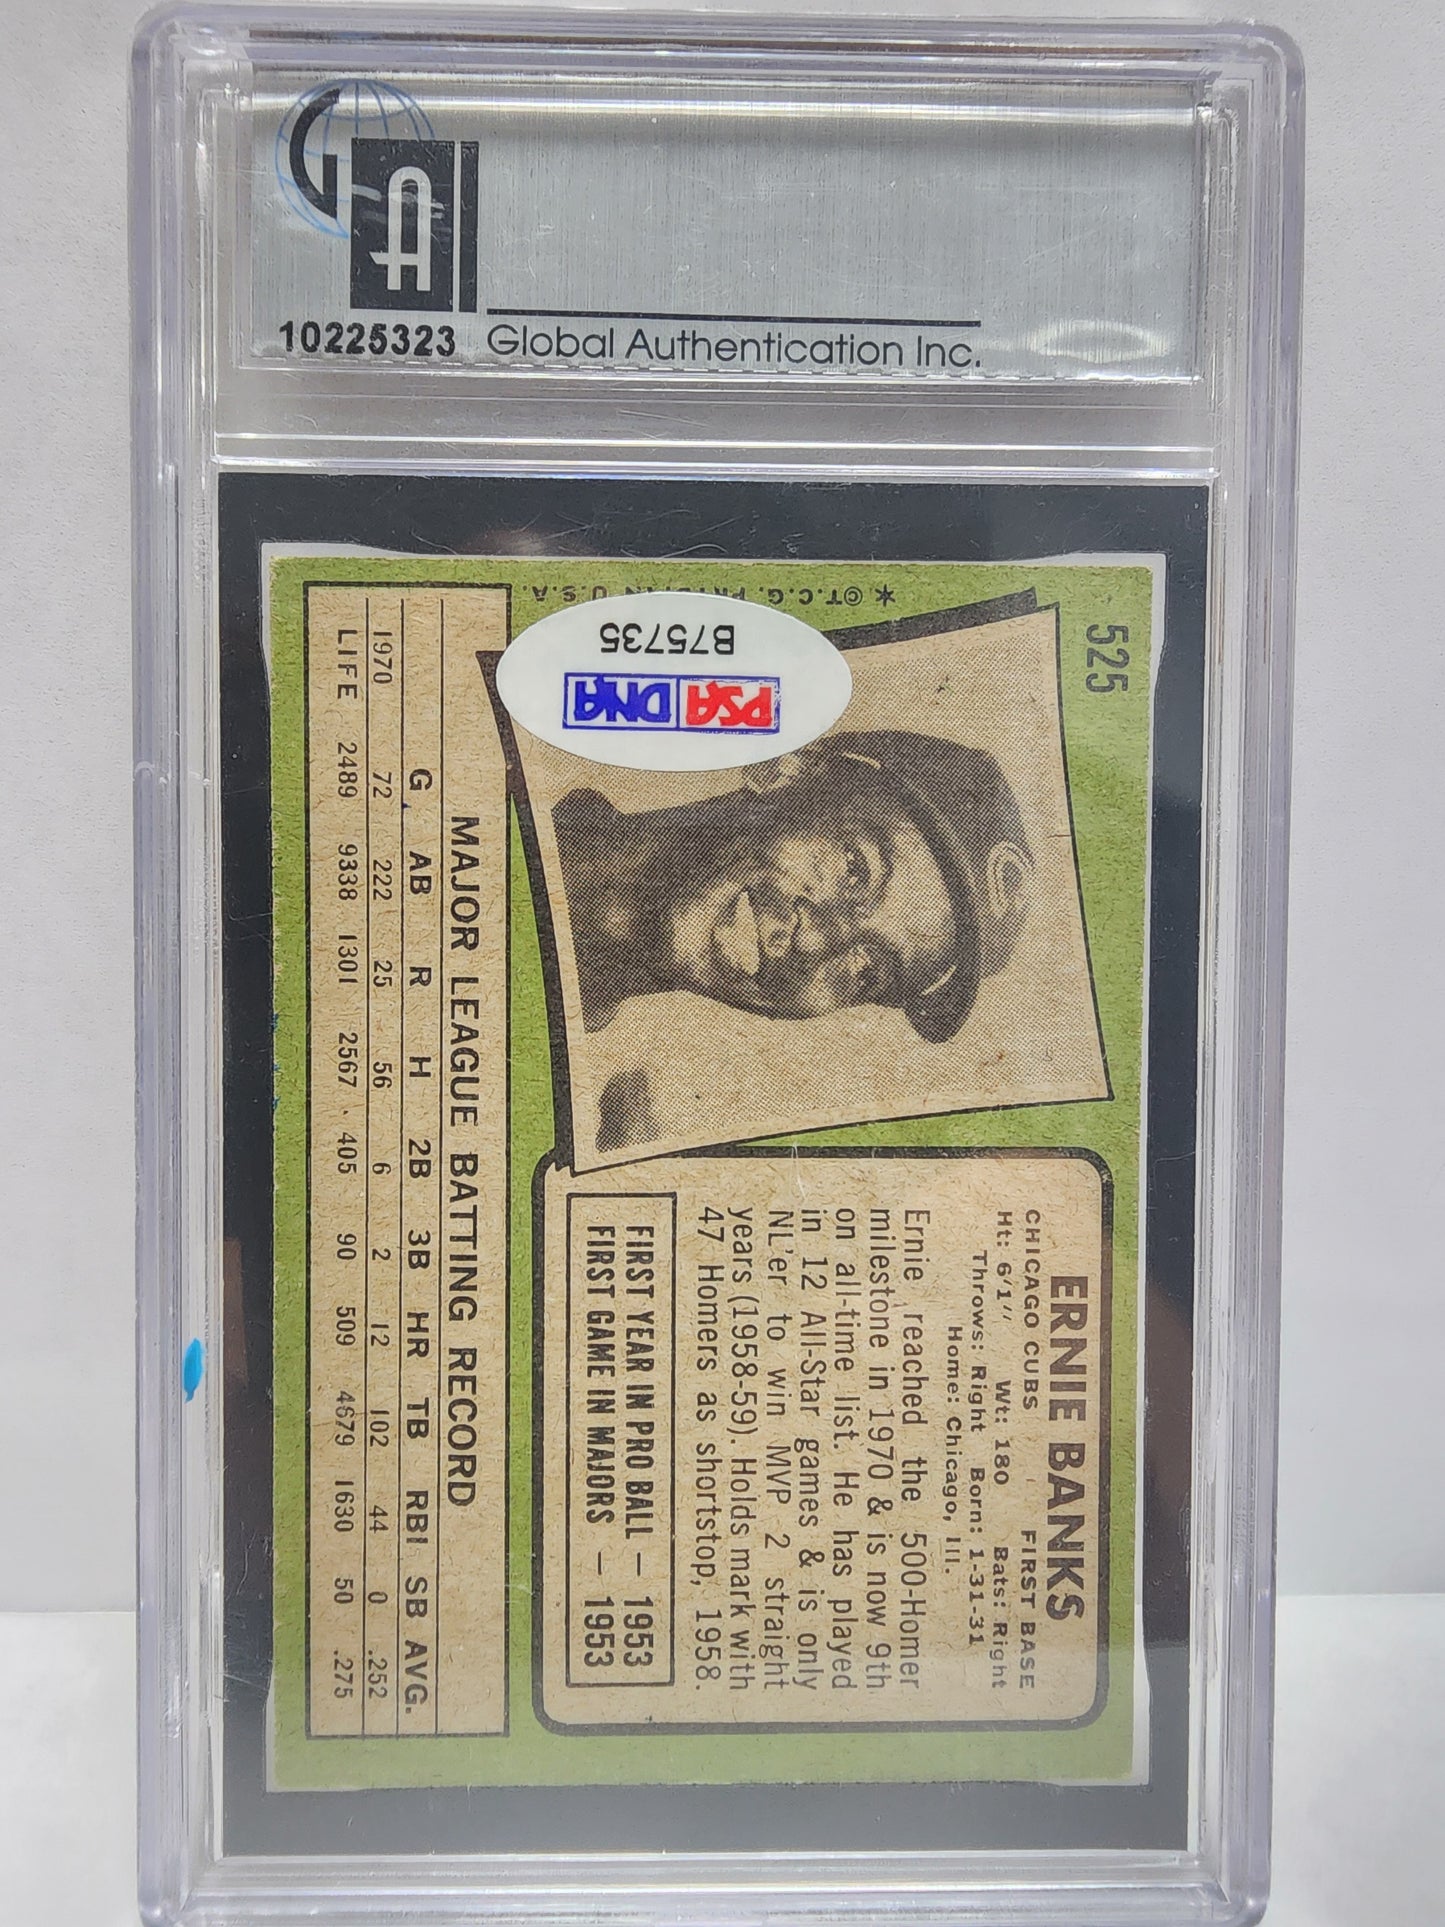 GA
10225323 Global Authentication Inc.
525
ERNIE BANKS
CHICAGO CUBS FIRST BASE
Ht: 6'1" Wt: 180 Bats: Right
Throws: Right Born: 1-31-31
Home: Chicago, Ill.
Ernie reached the 500-Homer
milestone in 1970 & is now 9th
on all-time list. He has played
in 12 All-Star games & is only
NL'er to win MVP 2 straight
years (1958-59). Holds mark with
47 Homers as shortstop, 1958.
FIRST YEAR IN PRO BALL — 1953
FIRST GAME IN MAJORS — 1953
B75735
PSA DNA
MAJOR LEAGUE BATTING RECORD
G AB R H 2B 3B HR TB RBI SB AVG.
1970 72 222 25 56 6 2 12 102 44 0 .252
LIFE 2489 9338 1301 2567 405 90 509 4679 1630 50 .275
*©T.C.G. IN U.S.A.